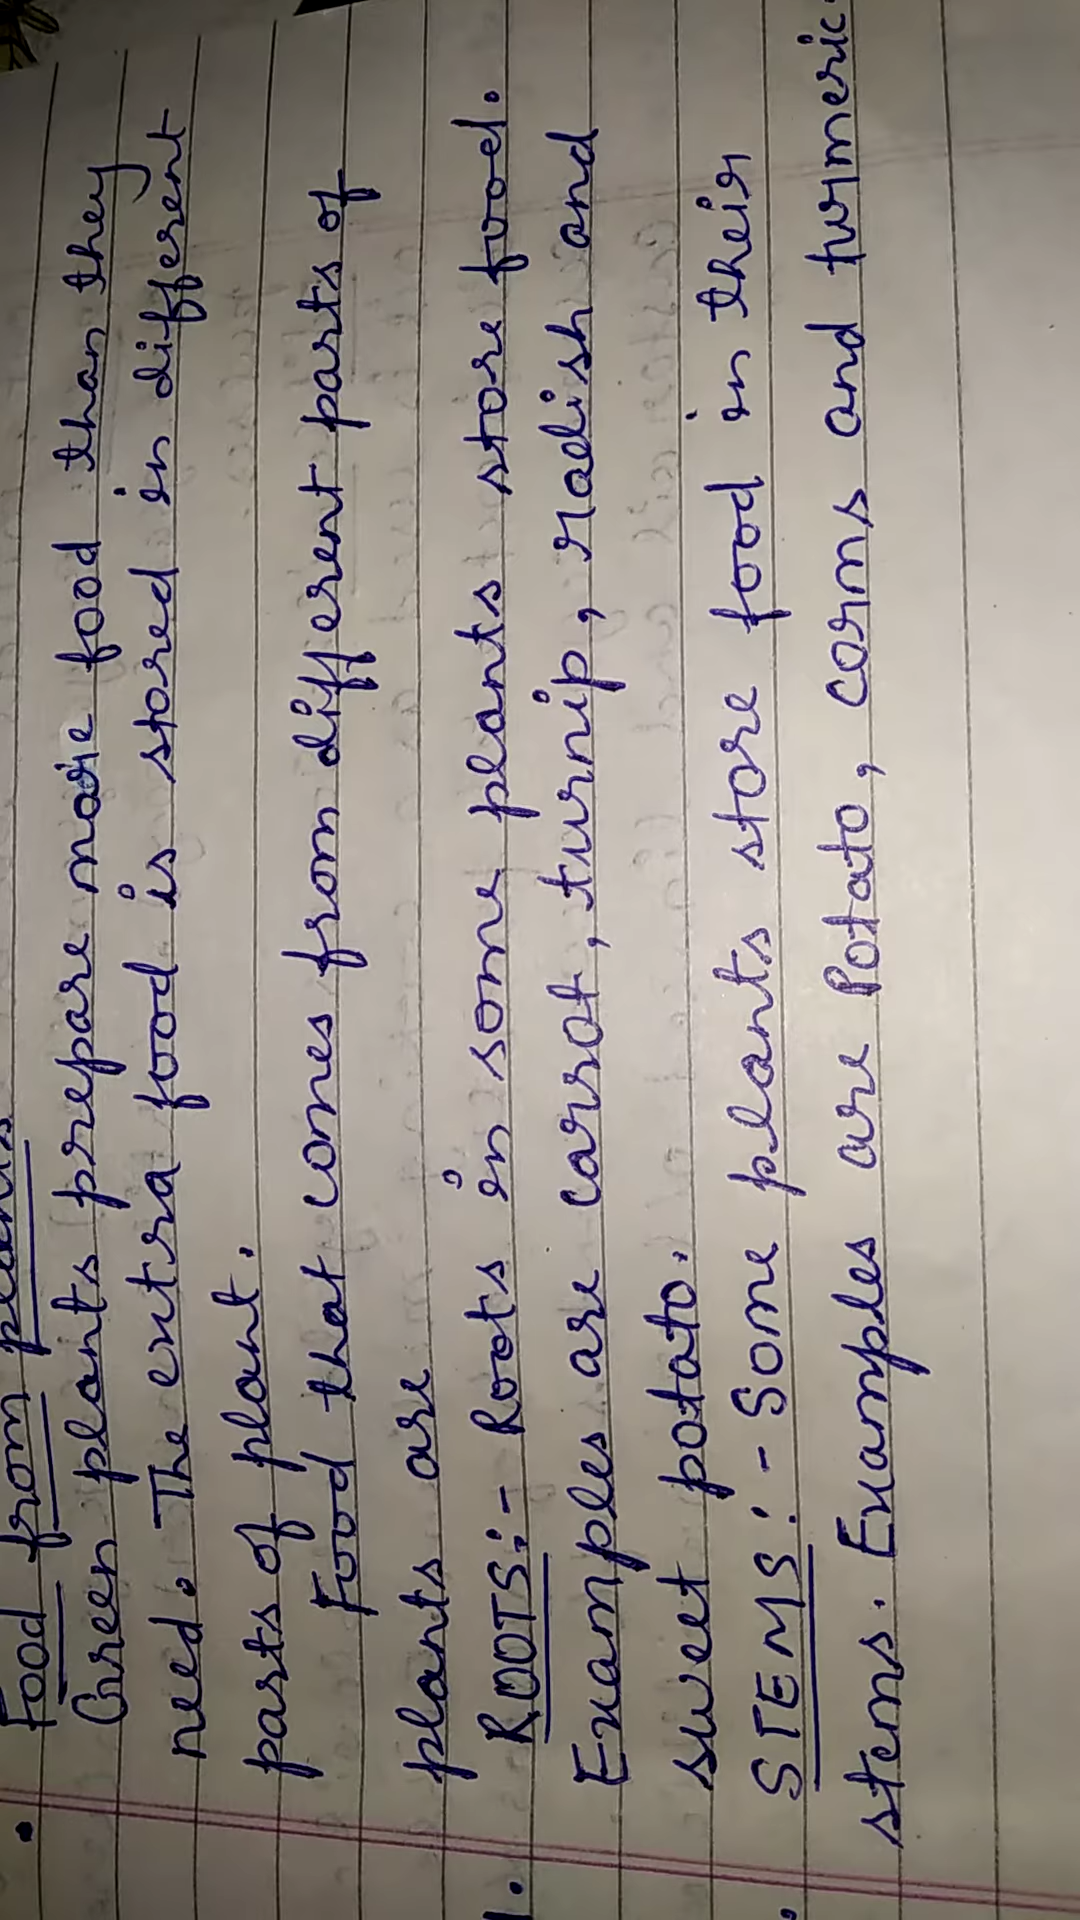 • Food from plants
Green plants prepare more food than they
need. The extra food is stored in different
parts of plant.
Food that comes from different parts of
plants are
1. ROOTS:- Roots in some plants store food.
Examples are carrot, turnip, radish and
sweet potato.
STEMS:- Some plants store food in their
stems. Examples are Potato, corms and turmeric.